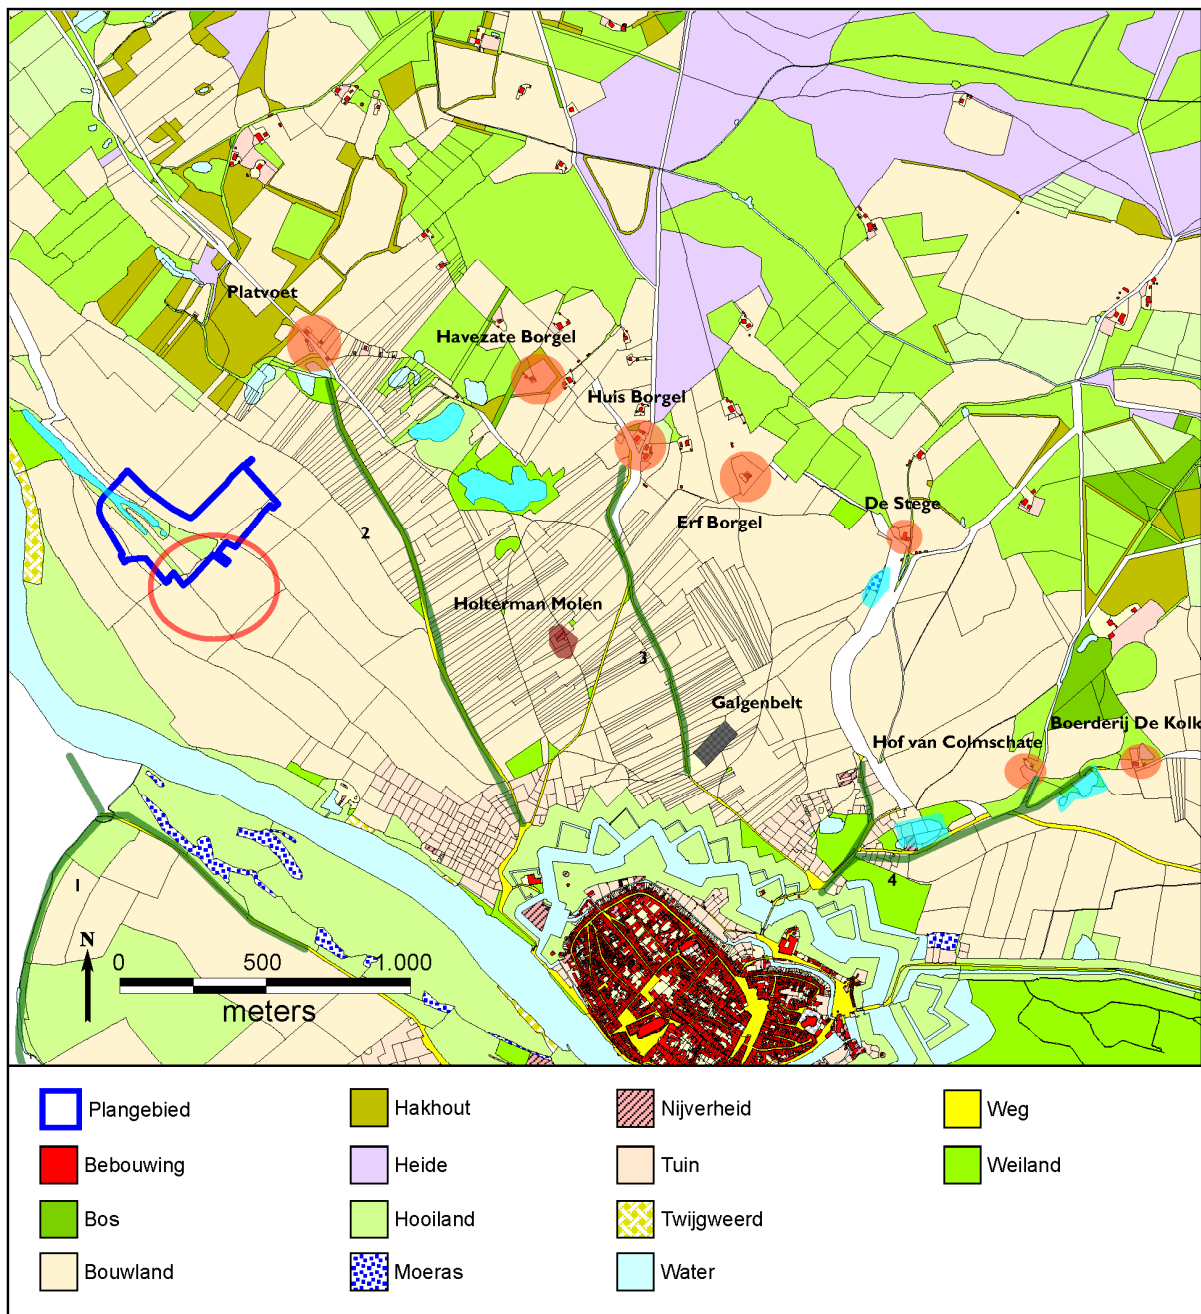 Platvoet
Havezate Borgel
Huis Borgel
Erf Borgel
De Stege
2
Holterman Molen
3
Galgenbelt
Hof van Colmschate
Boerderij De Kolk
4
1
N
0 500 1.000
meters
Plangebied
Hakhout
Nijverheid
Weg
Bebouwing
Heide
Tuin
Weiland
Bos
Hooiland
Twijgweerd
Bouwland
Moeras
Water